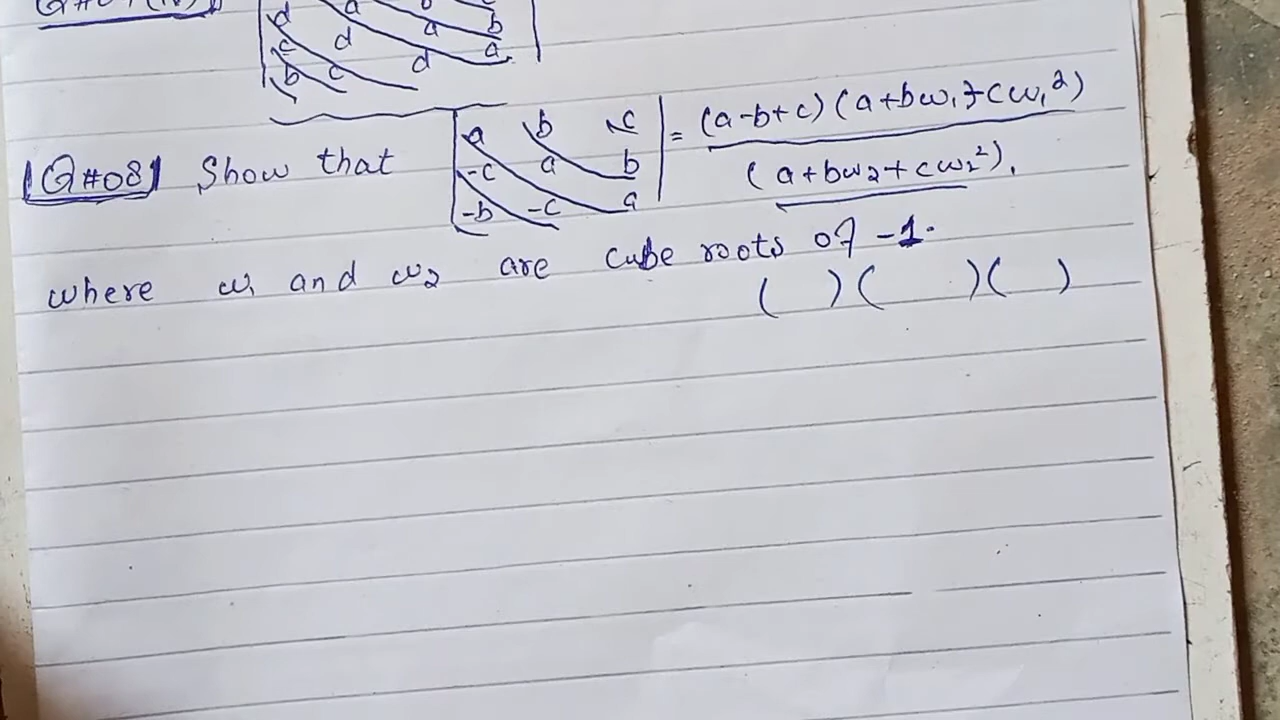 d a b
c d a b
b c d a
a b c
|Q#08| Show that -c a b = (a-b+c) (a+bω₁+cω₁²)
-b -c a (a+bω₂+cω₂²).
where ω₁ and ω₂ are cube roots of -1.
( ) ( ) ( )